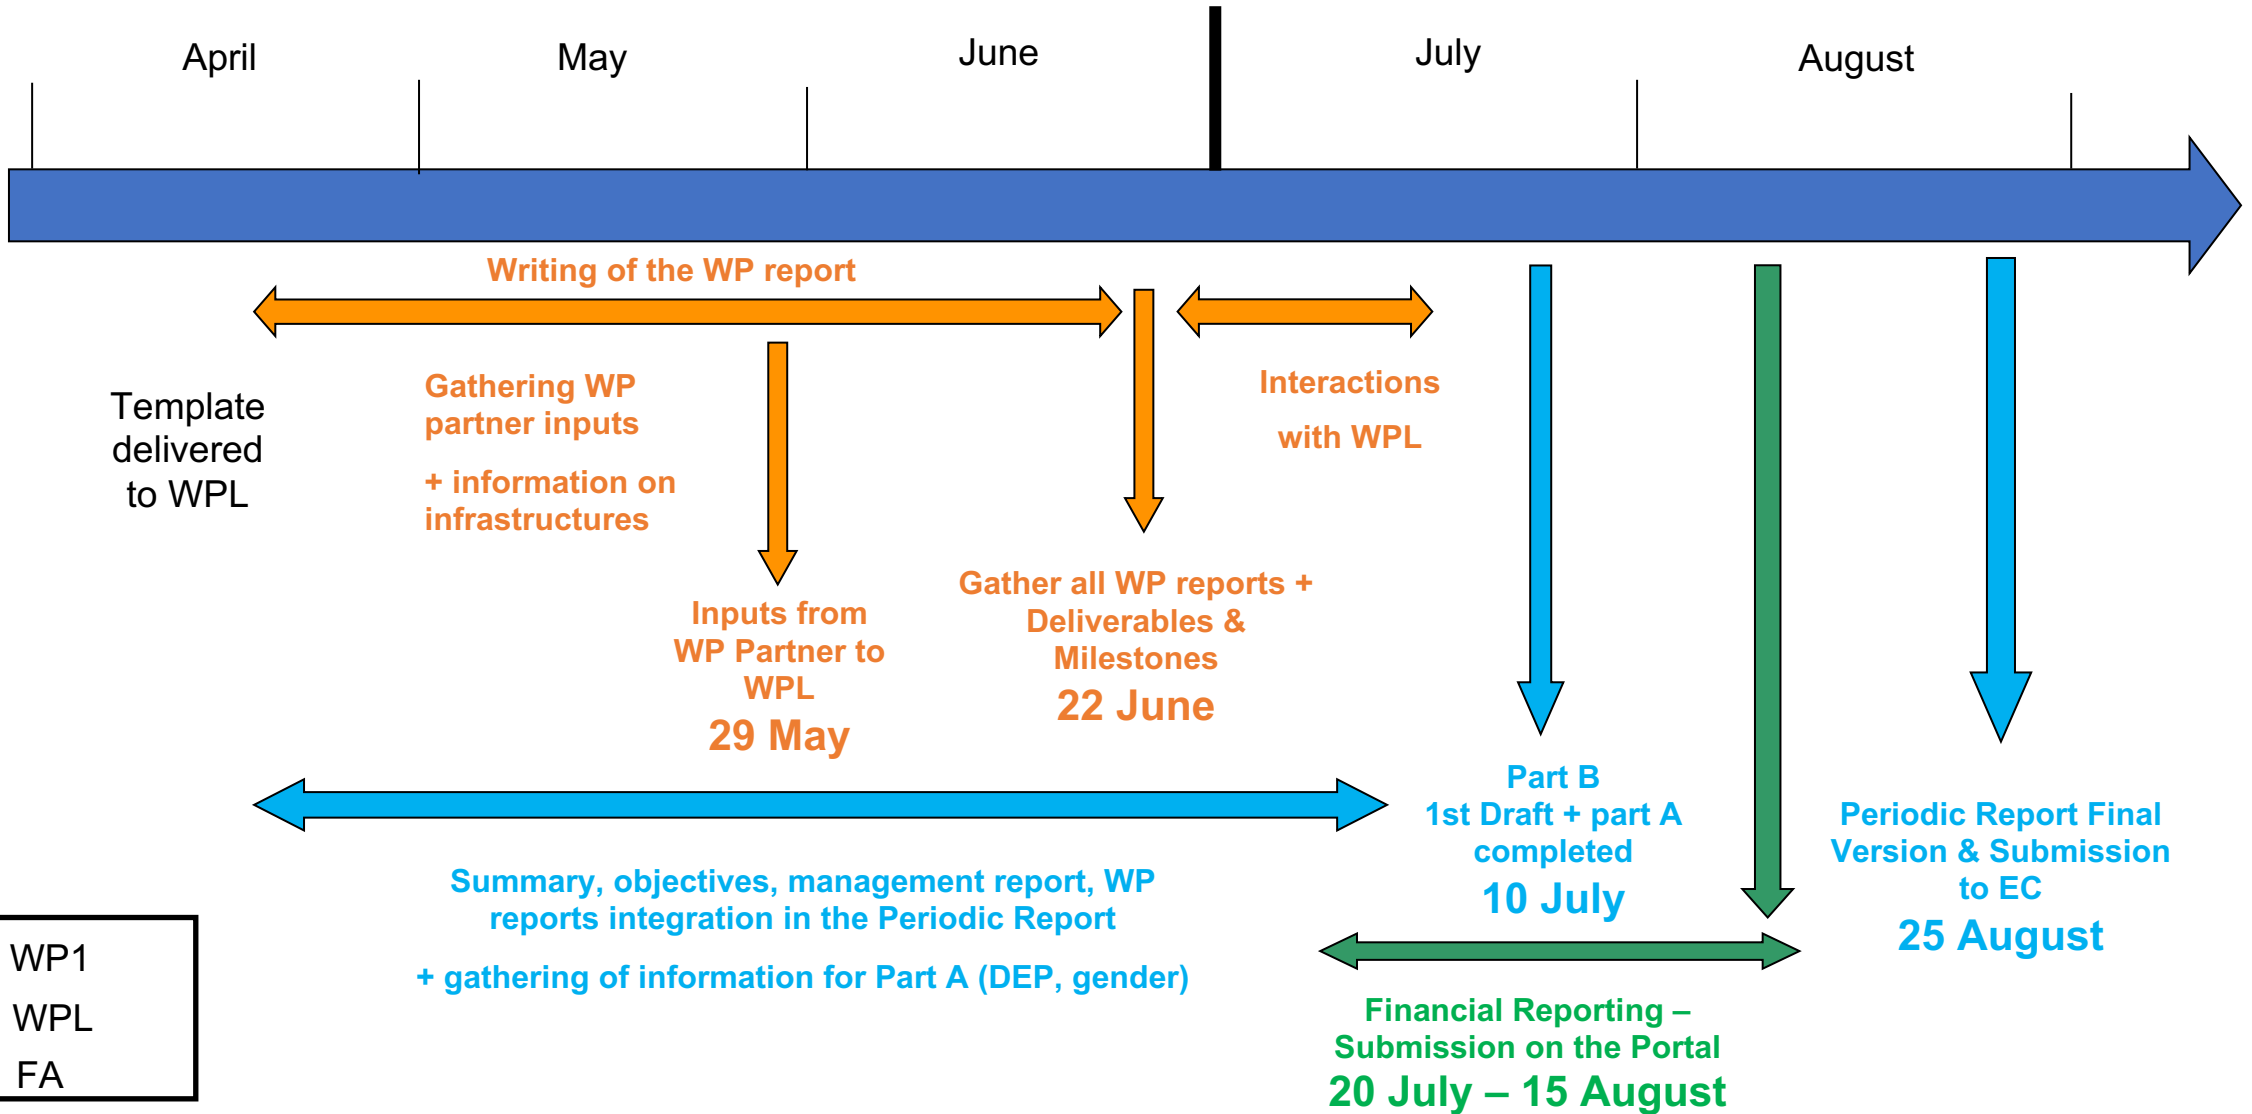 April
May
June
July
August
Writing of the WP report
Template
delivered
to WPL
Gathering WP
partner inputs
+ information on
infrastructures
Interactions
with WPL
Inputs from
WP Partner to
WPL
29 May
Gather all WP reports +
Deliverables &
Milestones
22 June
Part B
1st Draft + part A
completed
10 July
Periodic Report Final
Version & Submission
to EC
25 August
Summary, objectives, management report, WP
reports integration in the Periodic Report
+ gathering of information for Part A (DEP, gender)
Financial Reporting –
Submission on the Portal
20 July – 15 August
WP1
WPL
FA